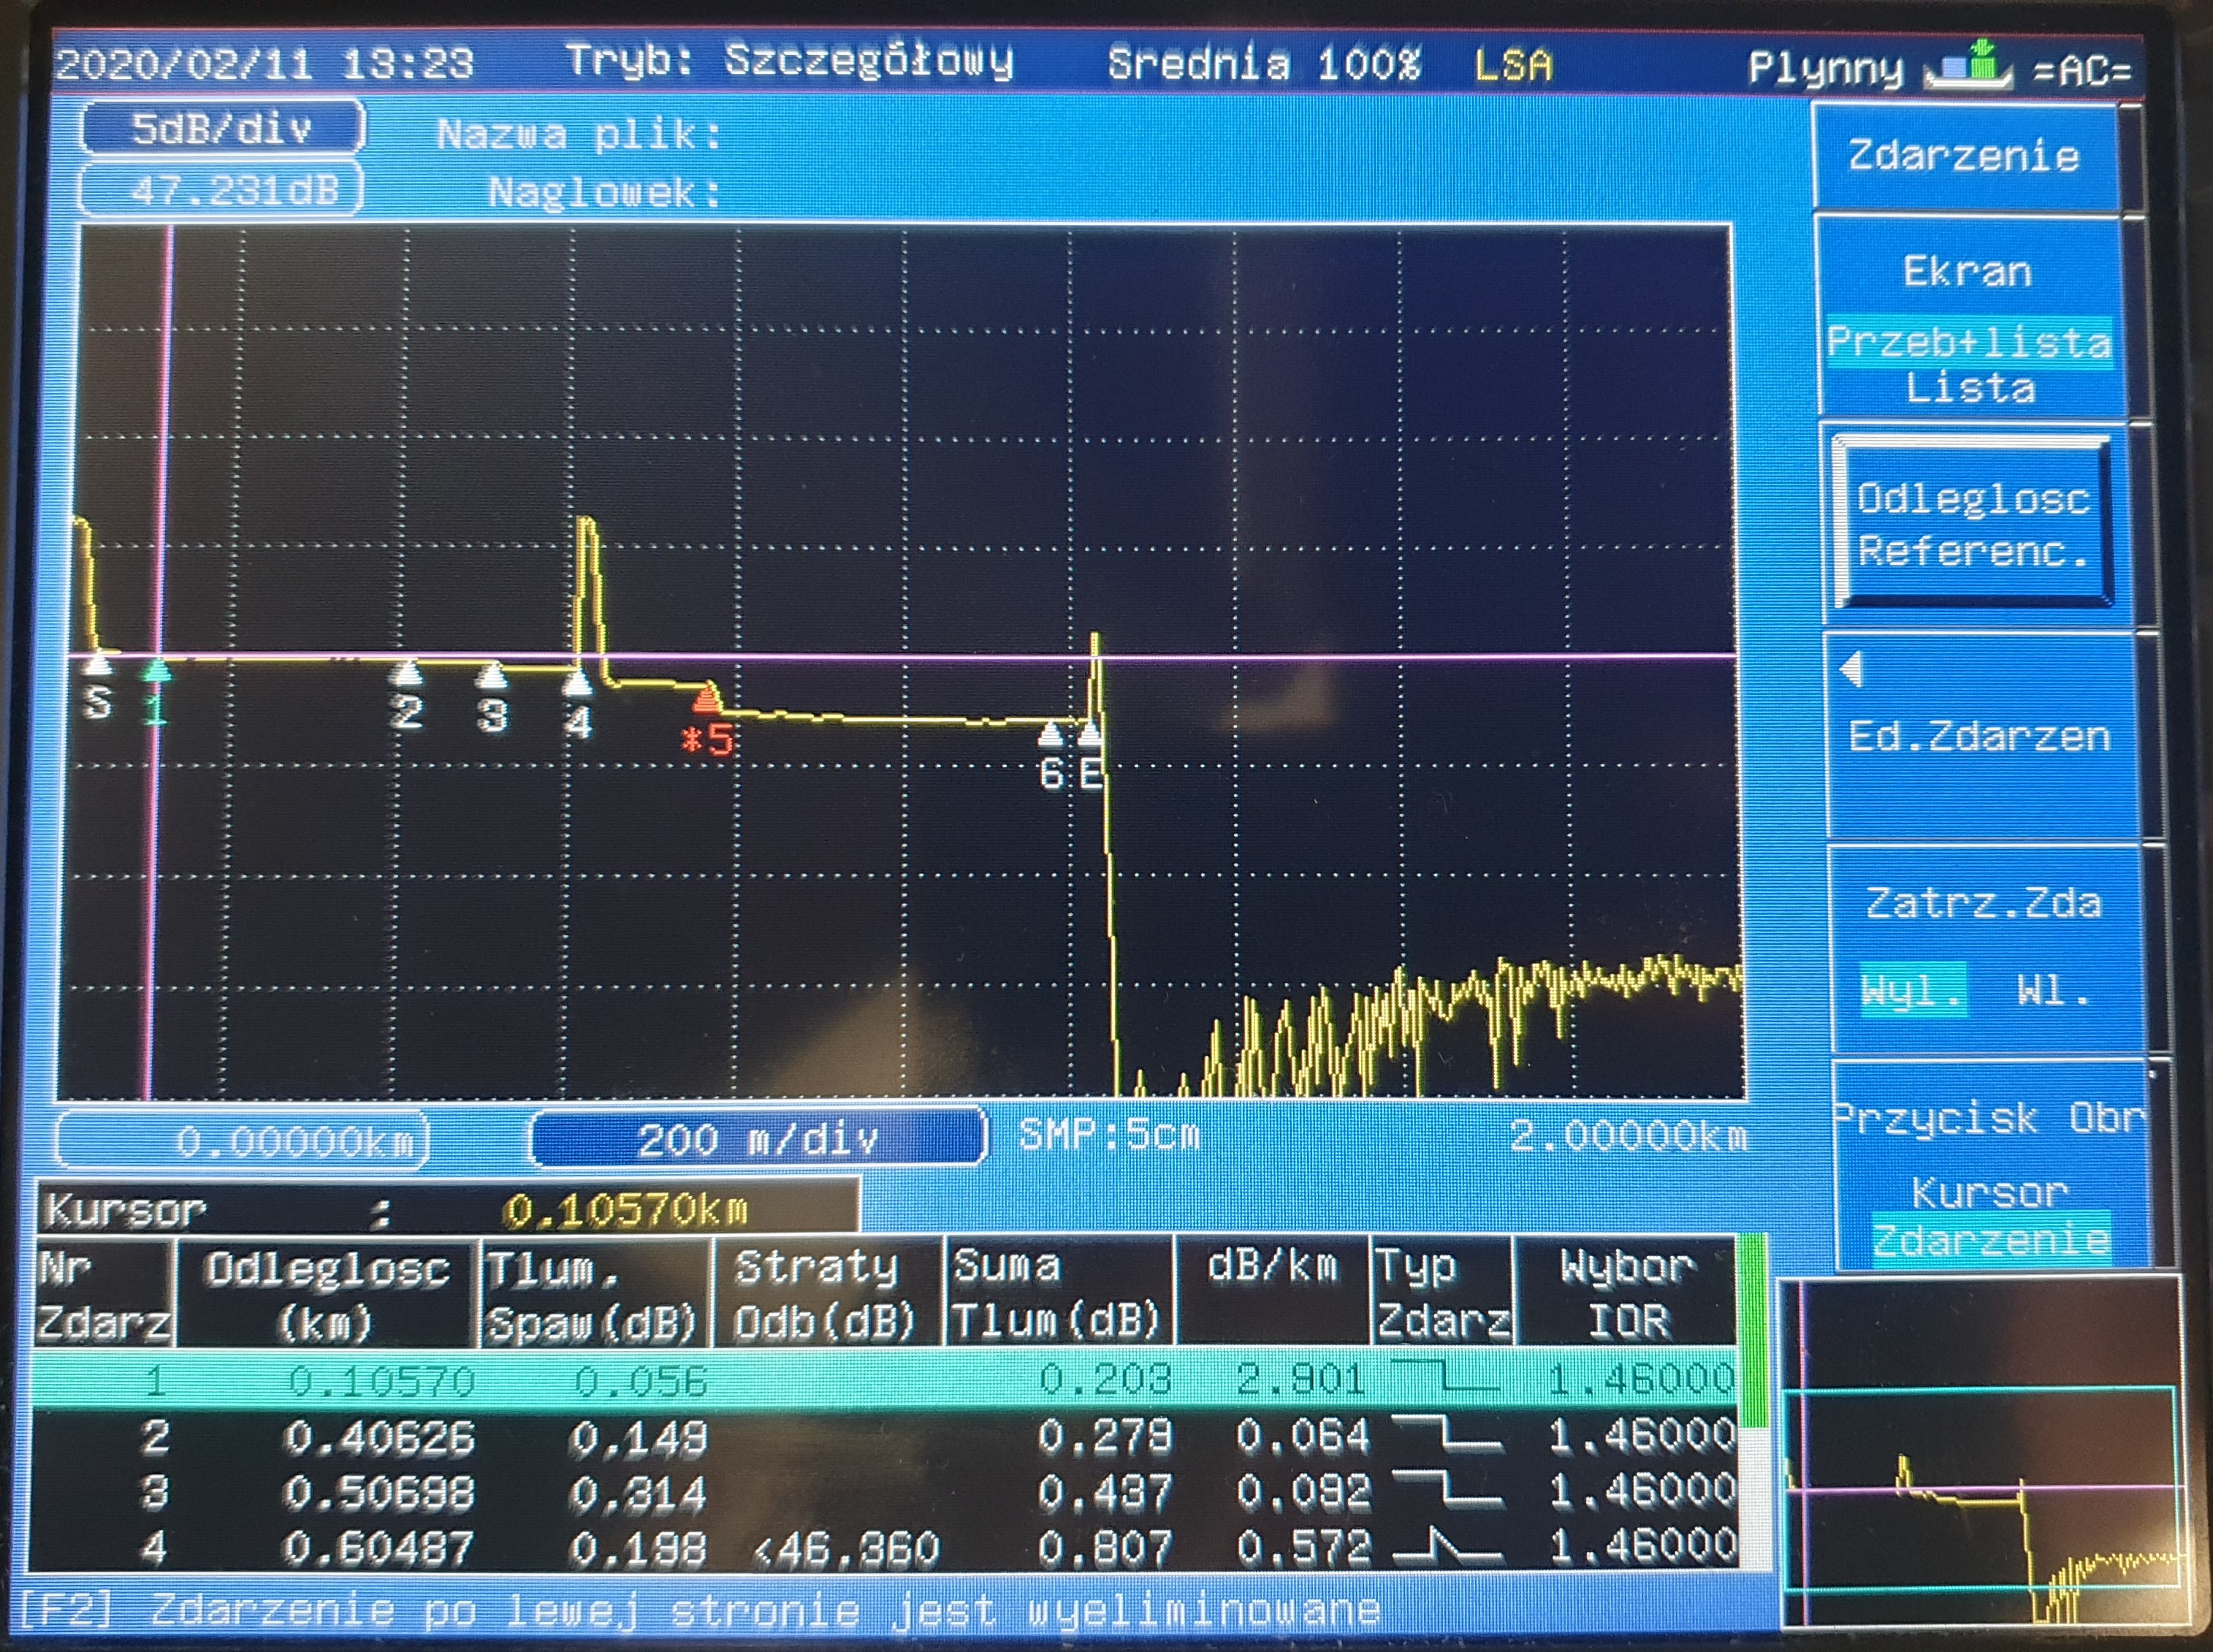 2020/02/11 13:23 Tryb: Szczegółowy Srednia 100% LSA Plynny =AC=
5dB/div Nazwa plik:
47.231dB Naglowek:
S 1 2 3 4 *5 6 E
0.00000km 200 m/div SMP:5cm 2.00000km
Kursor : 0.10570km
Nr Zdarz Odleglosc (km) Tlum. Spaw(dB) Straty Odb(dB) Suma Tlum(dB) dB/km Typ Zdarz Wybor IOR
1 0.10570 0.056 0.203 2.901 1.46000
2 0.40626 0.149 0.279 0.064 1.46000
3 0.50698 0.314 0.437 0.092 1.46000
4 0.60487 0.198 <46.360 0.807 0.572 1.46000
[F2] Zdarzenie po lewej stronie jest wyeliminowane
Zdarzenie
Ekran
Przeb+lista
Lista
Odleglosc
Referenc.
Ed.Zdarzen
Zatrz.Zda
Wyl. Wl.
Przycisk Obr
Kursor
Zdarzenie